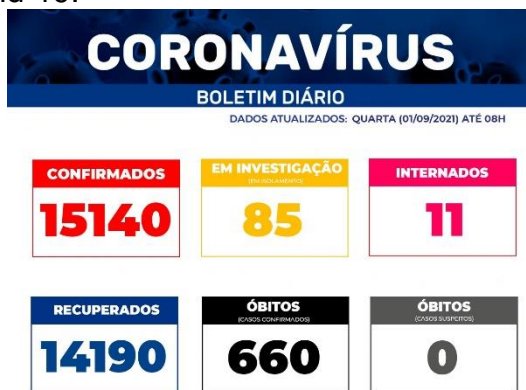 CORONAVÍRUS
BOLETIM DIÁRIO
DADOS ATUALIZADOS: QUARTA (01/09/2021) ATÉ 08H
CONFIRMADOS
15140
EM INVESTIGAÇÃO
(EM ISOLAMENTO)
85
INTERNADOS
11
RECUPERADOS
14190
ÓBITOS
(CASOS CONFIRMADOS)
660
ÓBITOS
(CASOS SUSPEITOS)
0